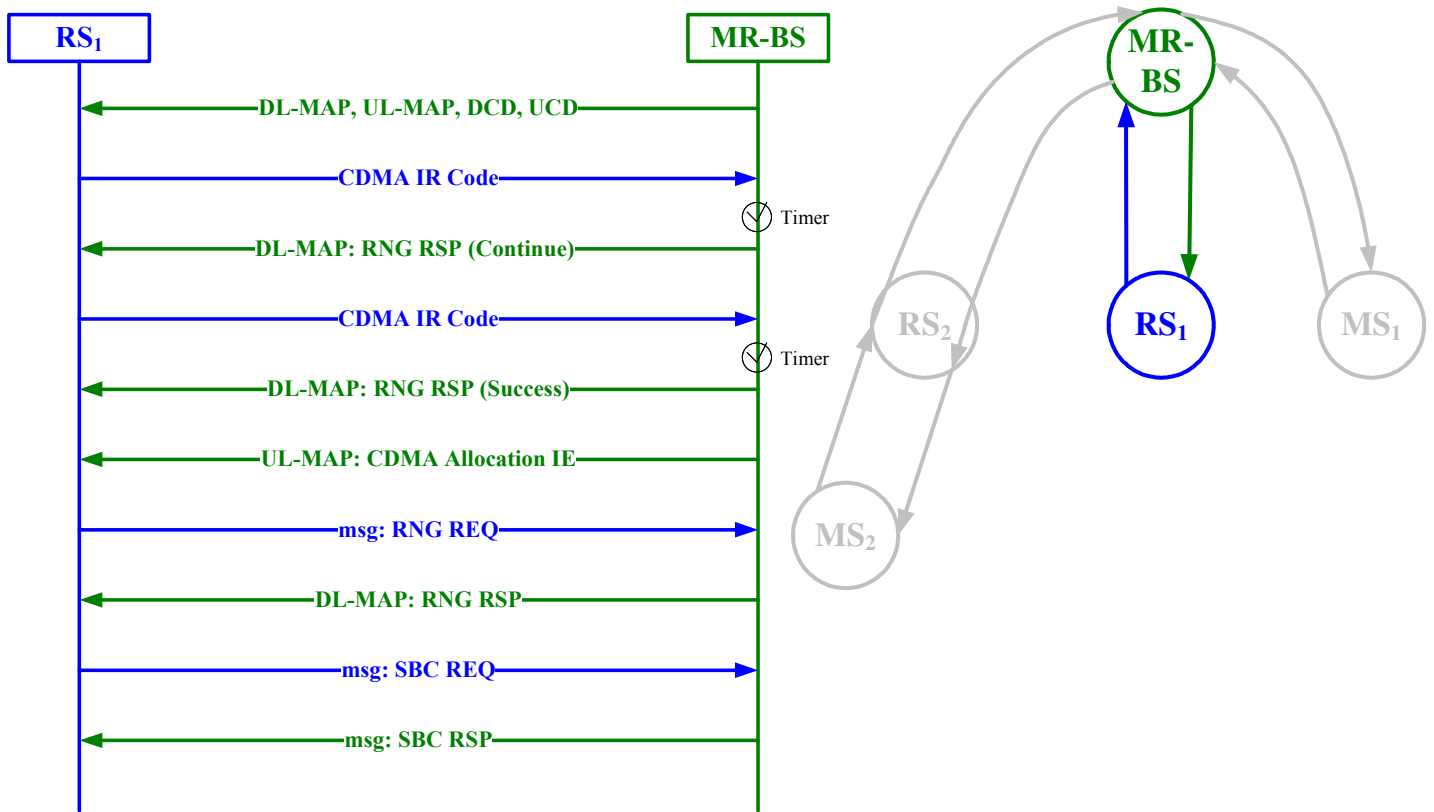 RS₁
MR-BS
DL-MAP, UL-MAP, DCD, UCD
CDMA IR Code
Timer
DL-MAP: RNG RSP (Continue)
CDMA IR Code
Timer
DL-MAP: RNG RSP (Success)
UL-MAP: CDMA Allocation IE
msg: RNG REQ
DL-MAP: RNG RSP
msg: SBC REQ
msg: SBC RSP
MR-
BS
RS₂
RS₁
MS₁
MS₂